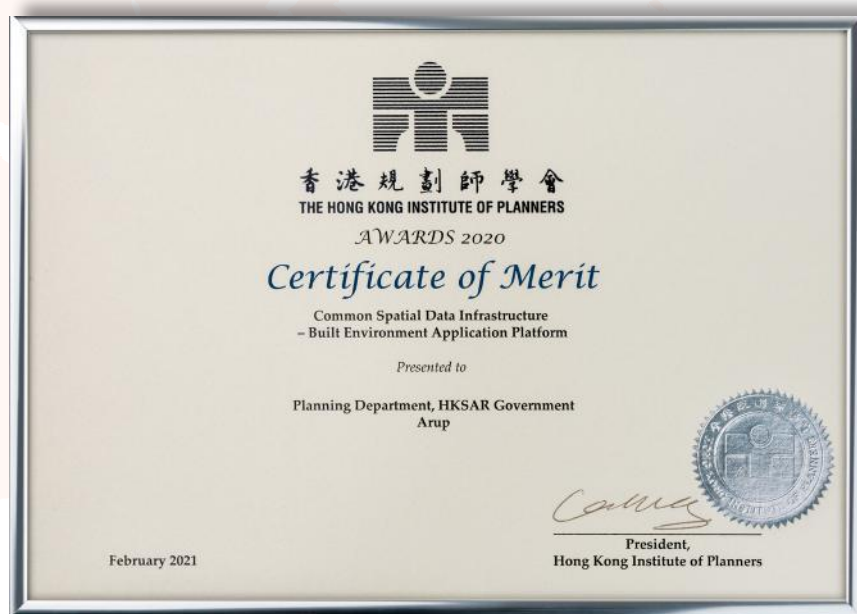 香港規劃師學會
THE HONG KONG INSTITUTE OF PLANNERS
AWARDS 2020
Certificate of Merit
Common Spatial Data Infrastructure
– Built Environment Application Platform
Presented to
Planning Department, HKSAR Government
Arup
President,
February 2021
Hong Kong Institute of Planners